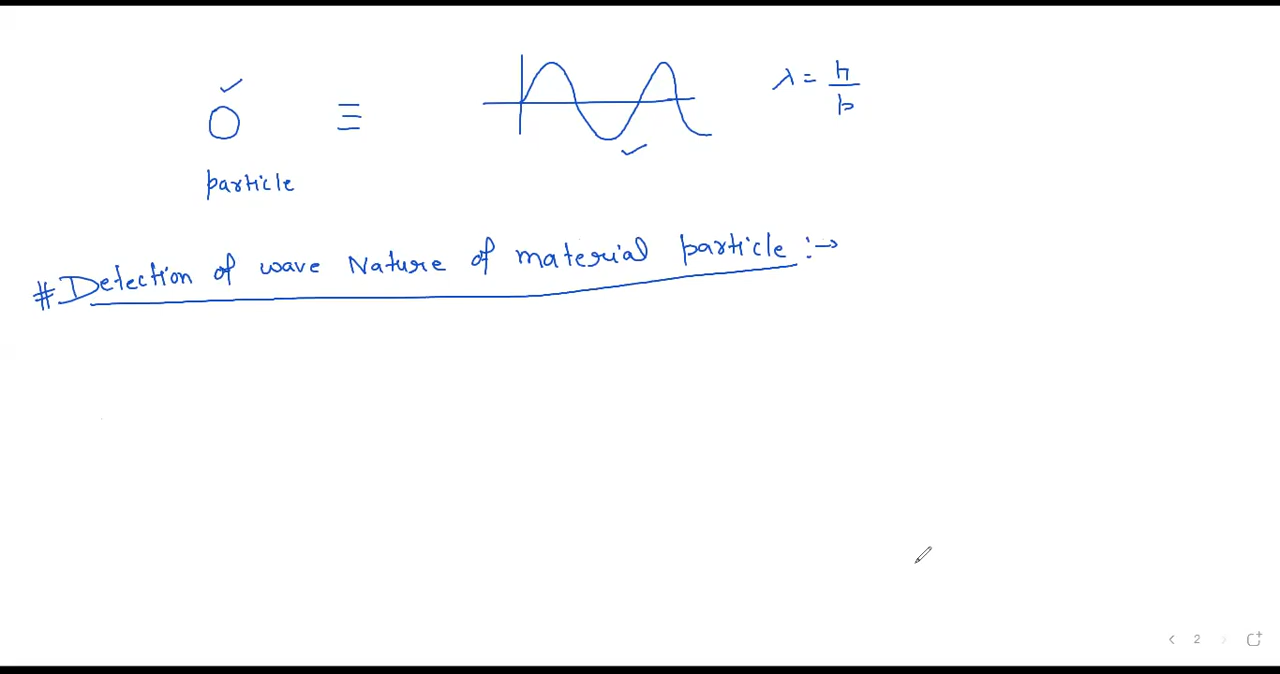 λ = h/p
particle
# Detection of wave Nature of material particle :→
2